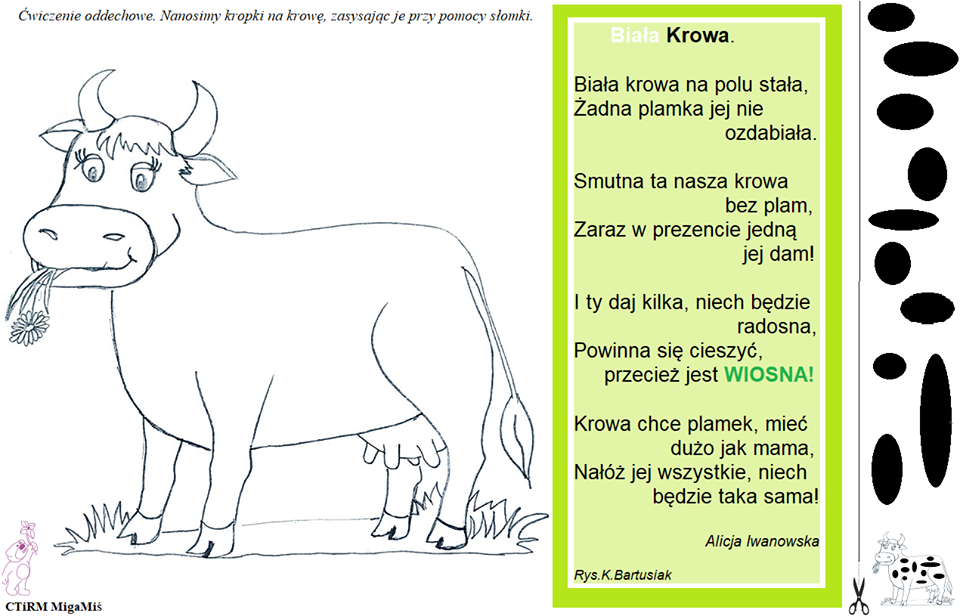 Ćwiczenie oddechowe. Nanosimy kropki na krowę, zasysając je przy pomocy słomki.
Biała Krowa.
Biała krowa na polu stała,
Żadna plamka jej nie
ozdabiała.
Smutna ta nasza krowa
bez plam,
Zaraz w prezencie jedną
jej dam!
I ty daj kilka, niech będzie
radosna,
Powinna się cieszyć,
przecież jest WIOSNA!
Krowa chce plamek, mieć
dużo jak mama,
Nałóż jej wszystkie, niech
będzie taka sama!
Alicja Iwanowska
Rys.K.Bartusiak
CTiRM MigaMiś